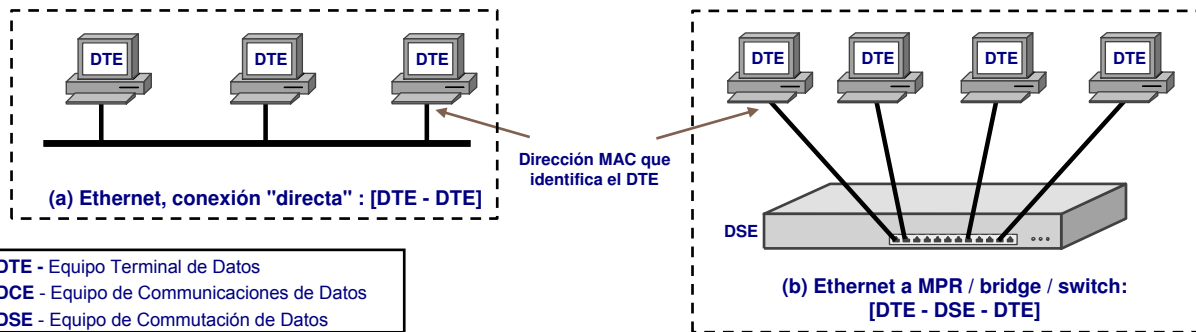 DTE
DTE
DTE
(a) Ethernet, conexión "directa" : [DTE - DTE]
Dirección MAC que
identifica el DTE
DTE
DTE
DTE
DTE
DSE
(b) Ethernet a MPR / bridge / switch:
[DTE - DSE - DTE]
DTE - Equipo Terminal de Datos
DCE - Equipo de Communicaciones de Datos
DSE - Equipo de Commutación de Datos